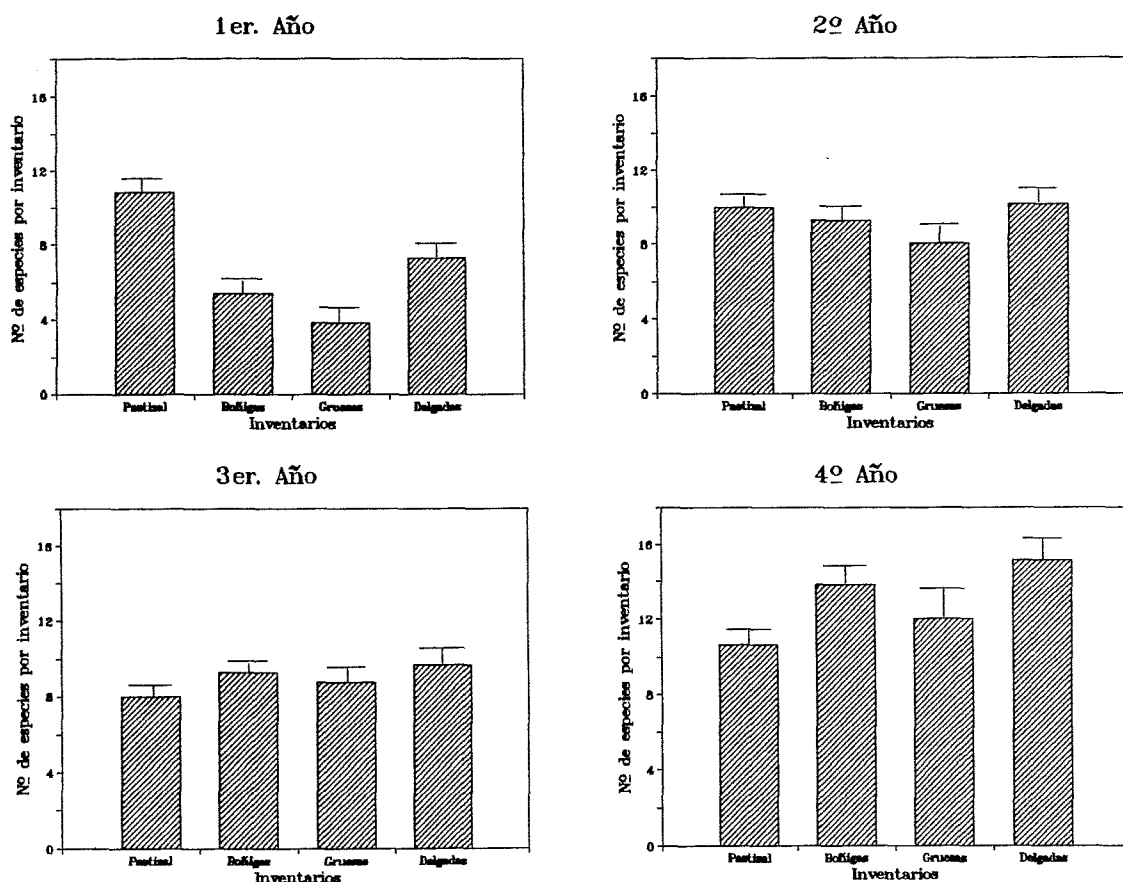 1er. Año
Nº de especies por inventario
16
12
8
4
0
Pastizal Boñigas Gruesas Delgadas
Inventarios
2º Año
Nº de especies por inventario
16
12
8
4
0
Pastizal Boñigas Gruesas Delgadas
Inventarios
3er. Año
Nº de especies por inventario
16
12
8
4
0
Pastizal Boñigas Gruesas Delgadas
Inventarios
4º Año
Nº de especies por inventario
16
12
8
4
0
Pastizal Boñigas Gruesas Delgadas
Inventarios